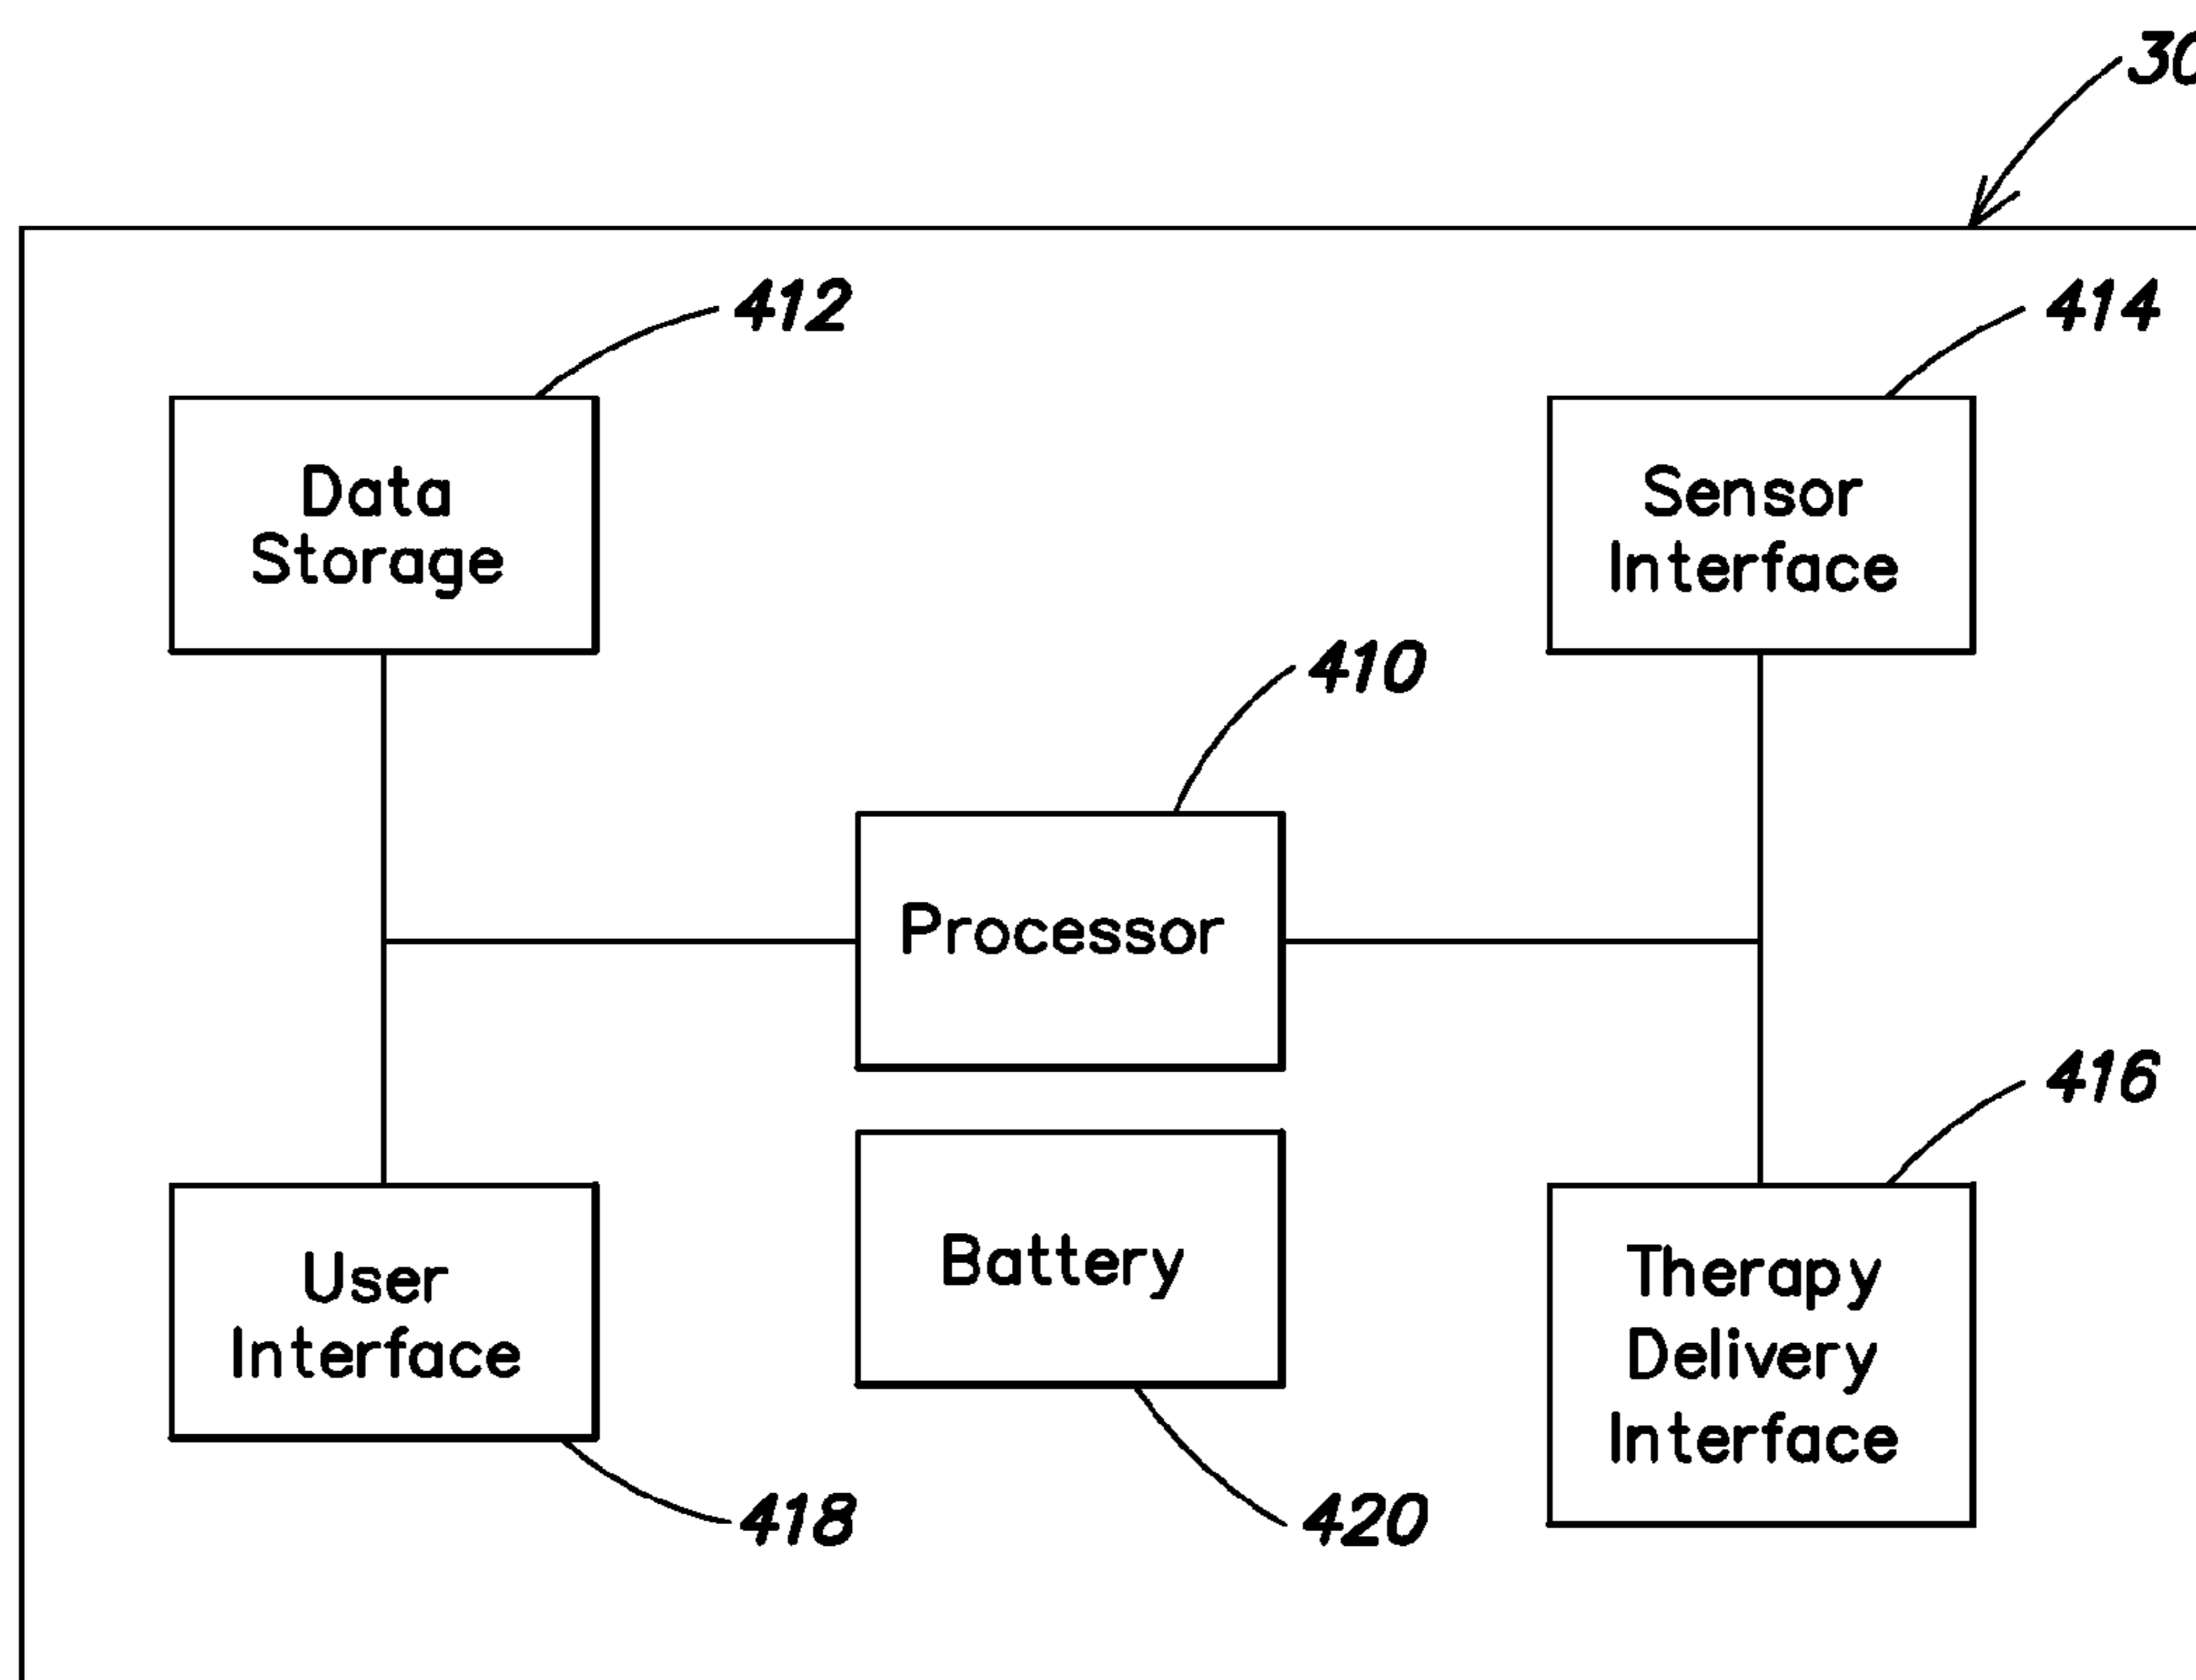 412
414
Data
Storage
Sensor
Interface
410
Processor
416
User
Interface
Battery
Therapy
Delivery
Interface
418
420